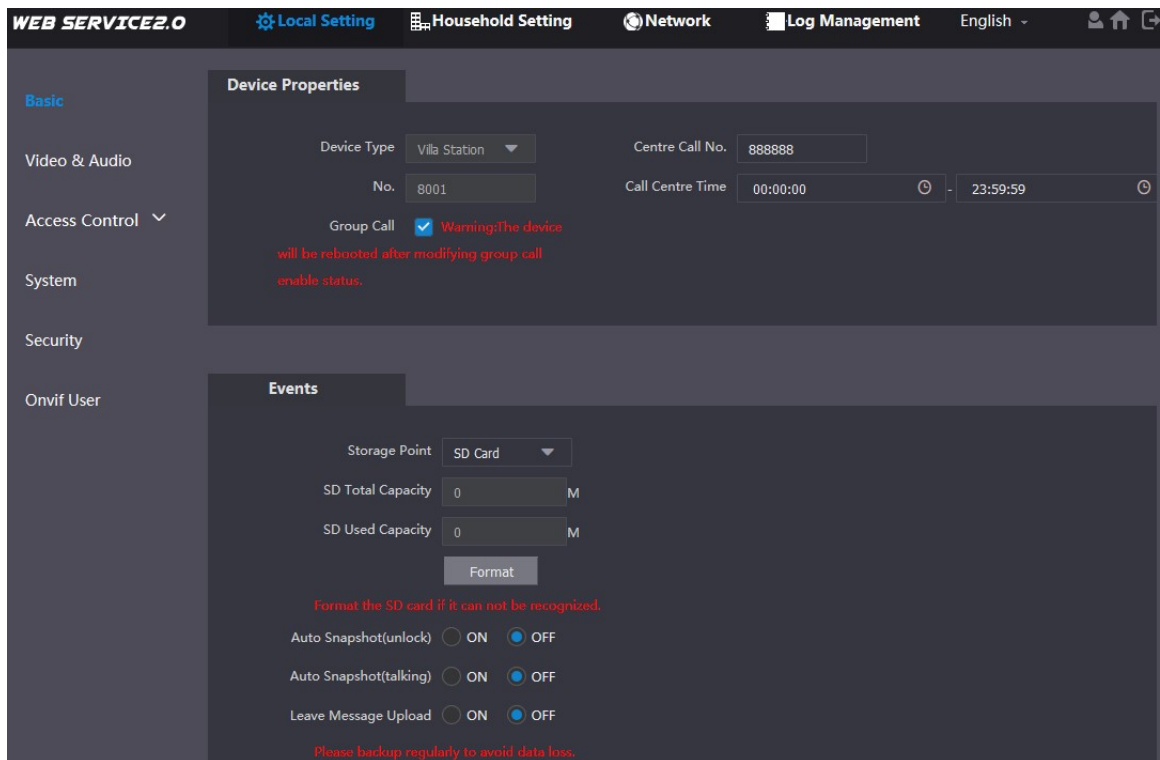 WEB SERVICE2.0 Local Setting Household Setting Network Log Management English
Basic
Video & Audio
Access Control
System
Security
Onvif User
Device Properties
Device Type Villa Station Centre Call No. 888888
No. 8001 Call Centre Time 00:00:00 - 23:59:59
Group Call Warning:The device
will be rebooted after modifying group call
enable status.
Events
Storage Point SD Card
SD Total Capacity 0 M
SD Used Capacity 0 M
Format
Format the SD card if it can not be recognized.
Auto Snapshot(unlock) ON OFF
Auto Snapshot(talking) ON OFF
Leave Message Upload ON OFF
Please backup regularly to avoid data loss.